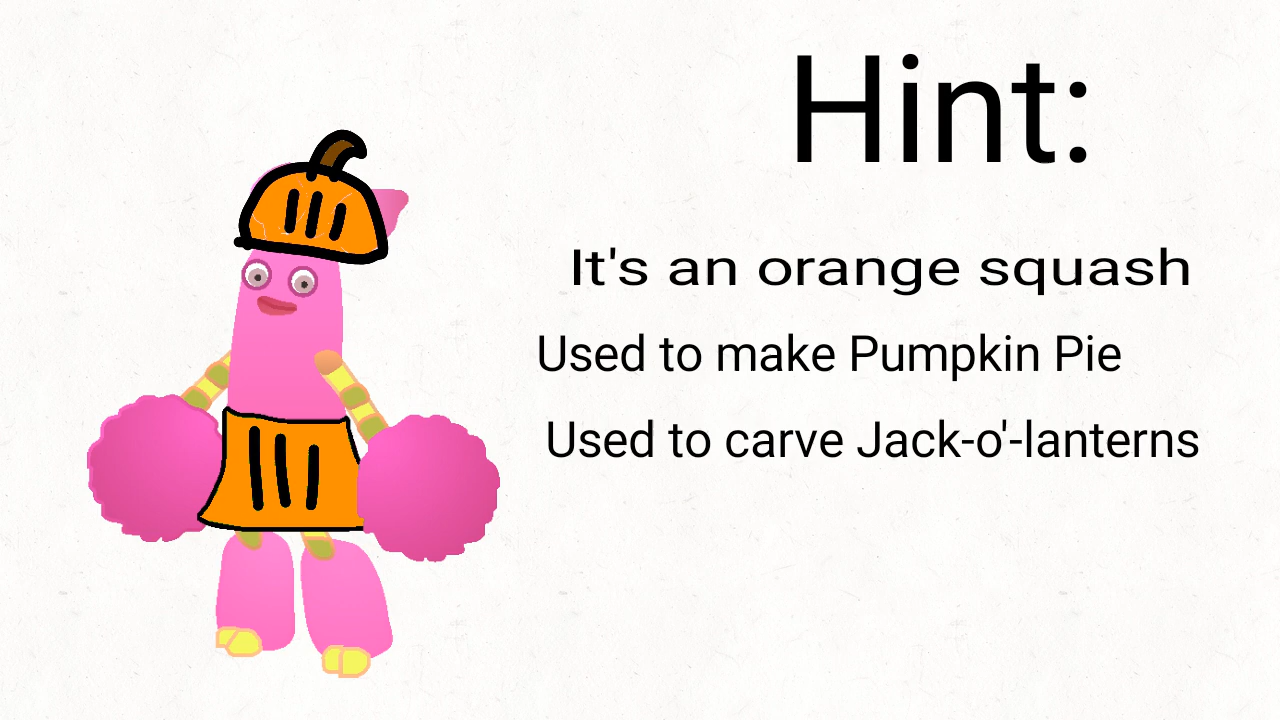 Hint:
It's an orange squash
Used to make Pumpkin Pie
Used to carve Jack-o'-lanterns